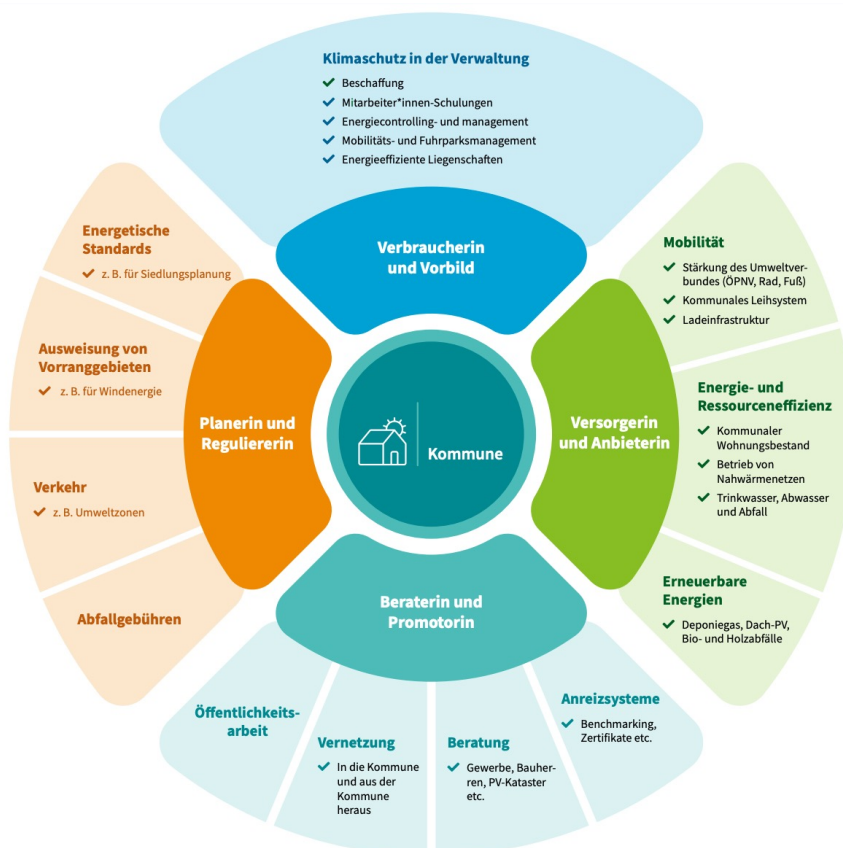 Klimaschutz in der Verwaltung
Beschaffung
Mitarbeiter*innen-Schulungen
Energiecontrolling- und management
Mobilitäts- und Fuhrparksmanagement
Energieeffiziente Liegenschaften
Verbraucherin
und Vorbild
Mobilität
Stärkung des Umweltver-
bundes (ÖPNV, Rad, Fuß)
Kommunales Leihsystem
Ladeinfrastruktur
Energie- und
Ressourceneffizienz
Kommunaler
Wohnungsbestand
Betrieb von
Nahwärmenetzen
Trinkwasser, Abwasser
und Abfall
Erneuerbare
Energien
Deponiegas, Dach-PV,
Bio- und Holzabfälle
Versorgerin
und Anbieterin
Kommune
Energetische
Standards
z. B. für Siedlungsplanung
Ausweisung von
Vorranggebieten
z. B. für Windenergie
Verkehr
z. B. Umweltzonen
Abfallgebühren
Planerin und
Reguliererin
Beraterin und
Promotorin
Öffentlichkeits-
arbeit
Vernetzung
In die Kommune
und aus der
Kommune
heraus
Beratung
Gewerbe, Bauher-
ren, PV-Kataster
etc.
Anreizsysteme
Benchmarking,
Zertifikate etc.